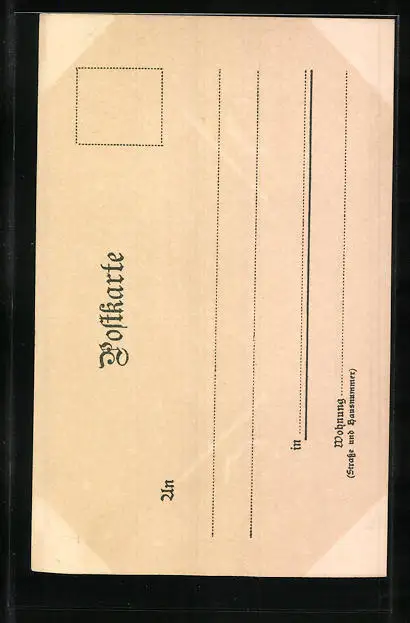 Postkarte
An
in
Wohnung
(Straße und Hausnummer)